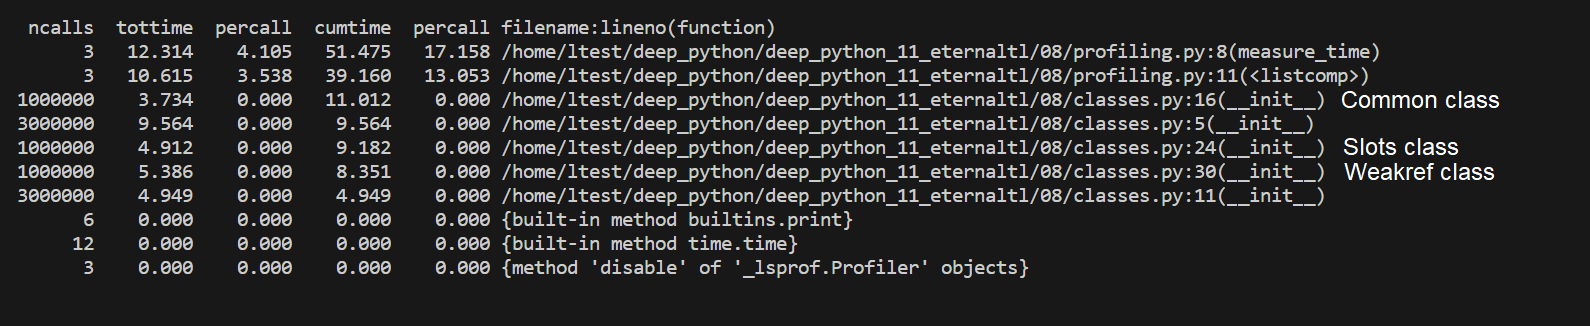 ncalls tottime percall cumtime percall filename:lineno(function)
3 12.314 4.105 51.475 17.158 /home/ltest/deep_python/deep_python_11_eternaltl/08/profiling.py:8(measure_time)
3 10.615 3.538 39.160 13.053 /home/ltest/deep_python/deep_python_11_eternaltl/08/profiling.py:11(<listcomp>)
1000000 3.734 0.000 11.012 0.000 /home/ltest/deep_python/deep_python_11_eternaltl/08/classes.py:16(__init__) Common class
3000000 9.564 0.000 9.564 0.000 /home/ltest/deep_python/deep_python_11_eternaltl/08/classes.py:5(__init__)
1000000 4.912 0.000 9.182 0.000 /home/ltest/deep_python/deep_python_11_eternaltl/08/classes.py:24(__init__) Slots class
1000000 5.386 0.000 8.351 0.000 /home/ltest/deep_python/deep_python_11_eternaltl/08/classes.py:30(__init__) Weakref class
3000000 4.949 0.000 4.949 0.000 /home/ltest/deep_python/deep_python_11_eternaltl/08/classes.py:11(__init__)
6 0.000 0.000 0.000 0.000 {built-in method builtins.print}
12 0.000 0.000 0.000 0.000 {built-in method time.time}
3 0.000 0.000 0.000 0.000 {method 'disable' of '_lsprof.Profiler' objects}